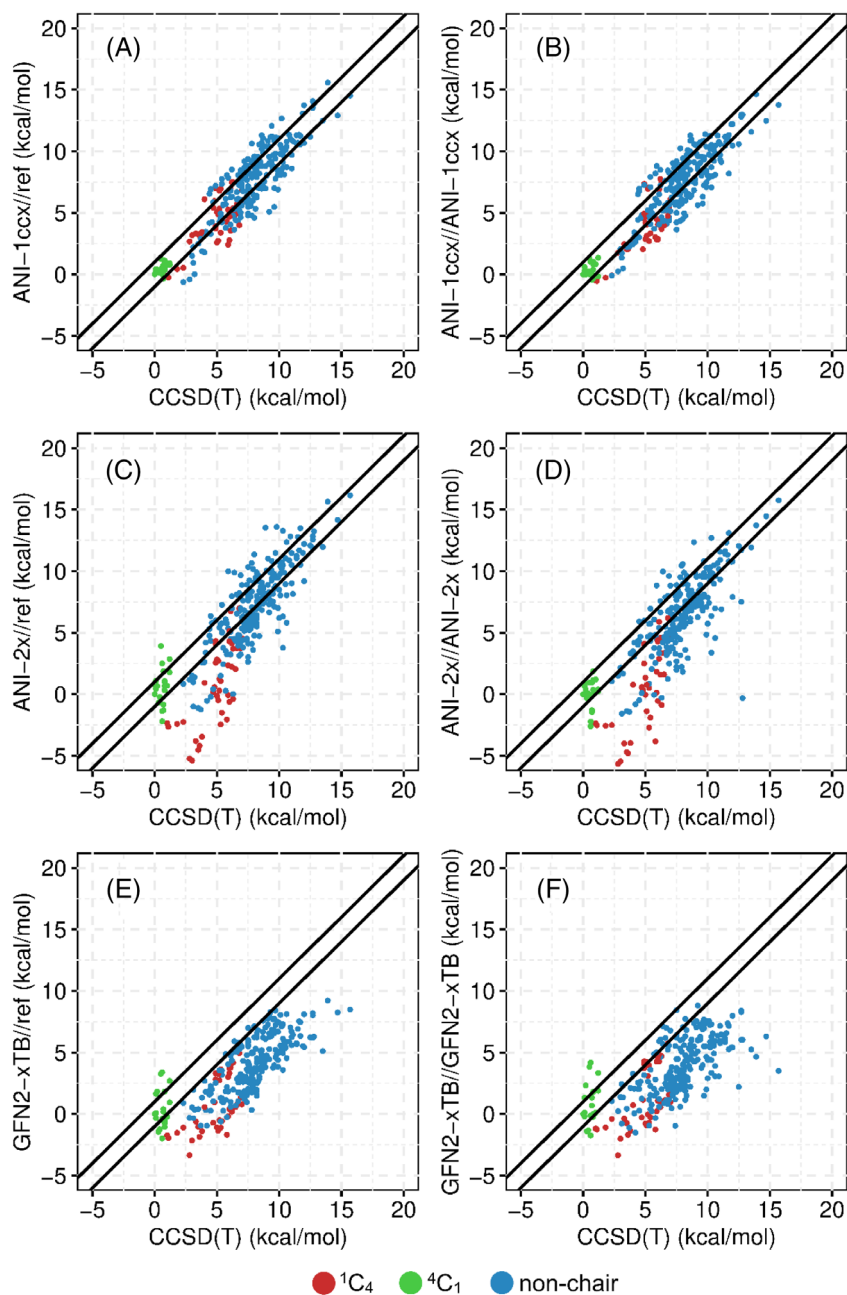 (A)
ANI−1ccx//ref (kcal/mol)
20
15
10
5
0
−5
−5 0 5 10 15 20
CCSD(T) (kcal/mol)
(B)
ANI−1ccx//ANI−1ccx (kcal/mol)
20
15
10
5
0
−5
−5 0 5 10 15 20
CCSD(T) (kcal/mol)
(C)
ANI−2x//ref (kcal/mol)
20
15
10
5
0
−5
−5 0 5 10 15 20
CCSD(T) (kcal/mol)
(D)
ANI−2x//ANI−2x (kcal/mol)
20
15
10
5
0
−5
−5 0 5 10 15 20
CCSD(T) (kcal/mol)
(E)
GFN2−xTB//ref (kcal/mol)
20
15
10
5
0
−5
−5 0 5 10 15 20
CCSD(T) (kcal/mol)
(F)
GFN2−xTB//GFN2−xTB (kcal/mol)
20
15
10
5
0
−5
−5 0 5 10 15 20
CCSD(T) (kcal/mol)
¹C₄ ⁴C₁ non−chair